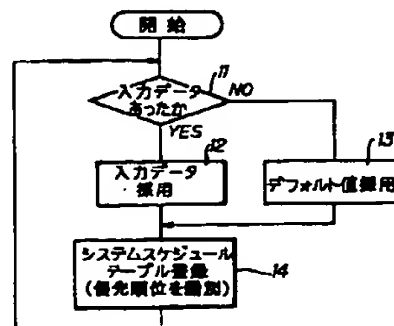 開始
11
入力データ
あったか
NO
YES
12
入力データ
採用
13
デフォルト値採用
システムスケジュール
テーブル登録
(優先順位を識別)
14